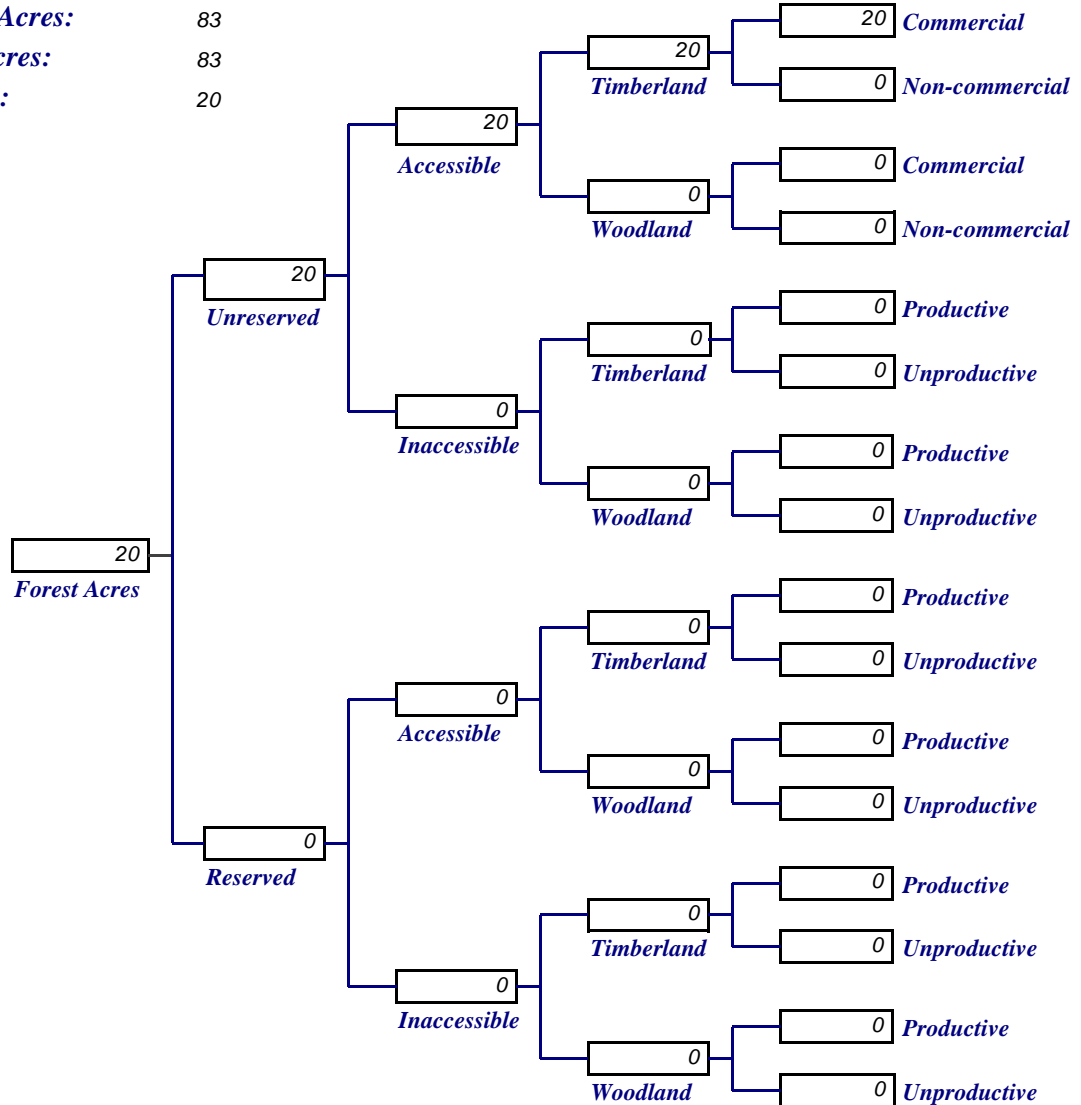 Acres: 83
cres: 83
: 20
20 Commercial
20
Timberland
0 Non-commercial
20
Accessible
0 Commercial
0
Woodland
0 Non-commercial
20
Unreserved
0 Productive
0
Timberland
0 Unproductive
0
Inaccessible
0 Productive
0
Woodland
0 Unproductive
20
Forest Acres
0 Productive
0
Timberland
0 Unproductive
0
Accessible
0 Productive
0
Woodland
0 Unproductive
0
Reserved
0 Productive
0
Timberland
0 Unproductive
0
Inaccessible
0 Productive
0
Woodland
0 Unproductive